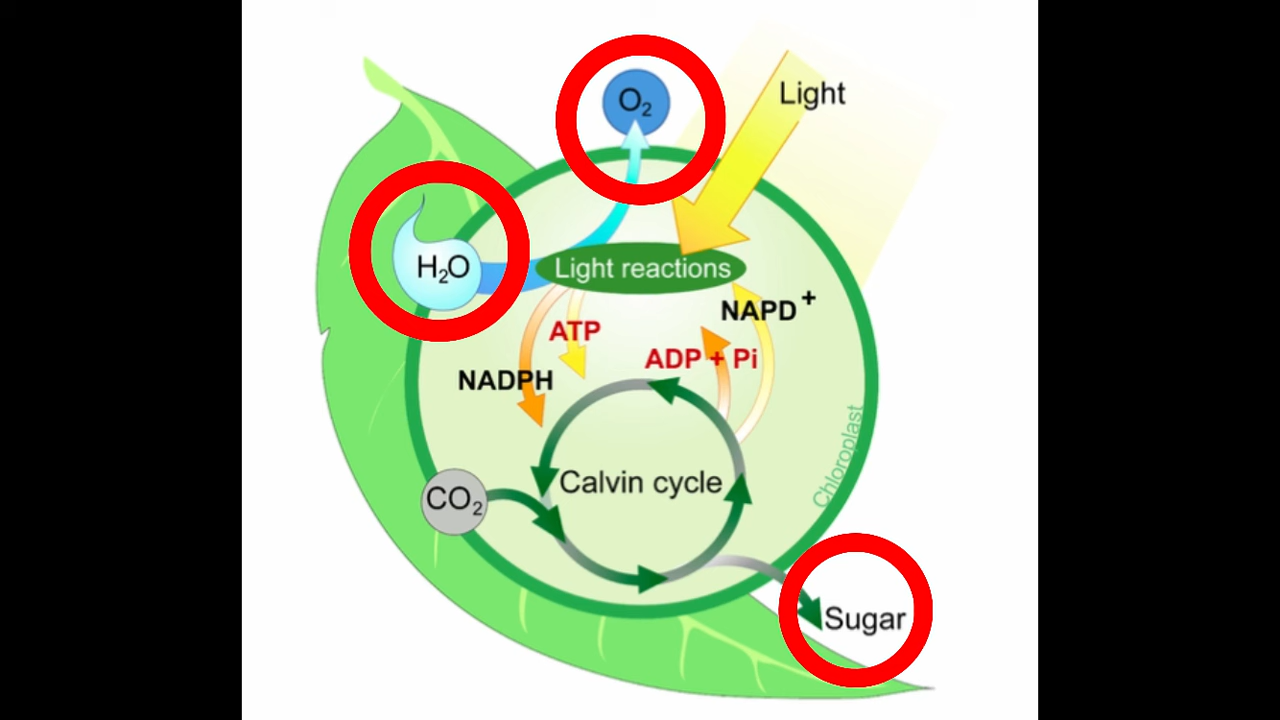 O₂
Light
H₂O
Light reactions
NAPD⁺
ATP
ADP + Pi
NADPH
Chloroplast
Calvin cycle
CO₂
Sugar